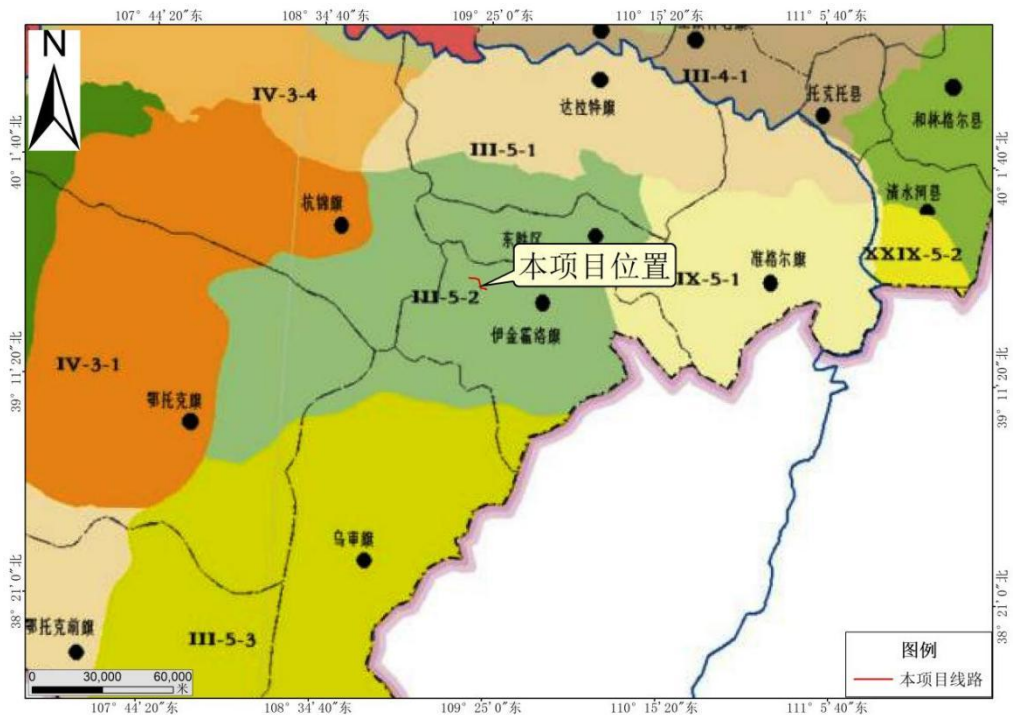 107° 44′ 20″东
108° 34′ 40″东
109° 25′ 0″东
110° 15′ 20″东
111° 5′ 40″东
N
IV-3-4
III-4-1
达拉特旗
托克托县
和林格尔县
40° 1′ 40″北
40° 1′ 40″北
III-5-1
杭锦旗
清水河县
东胜区
本项目位置
XXIX-5-2
III-5-2
IX-5-1
准格尔旗
伊金霍洛旗
IV-3-1
39° 11′ 20″北
39° 11′ 20″北
鄂托克旗
乌审旗
38° 21′ 0″北
38° 21′ 0″北
鄂托克前旗
III-5-3
图例
本项目线路
0 30,000 60,000
米
107° 44′ 20″东
108° 34′ 40″东
109° 25′ 0″东
110° 15′ 20″东
111° 5′ 40″东